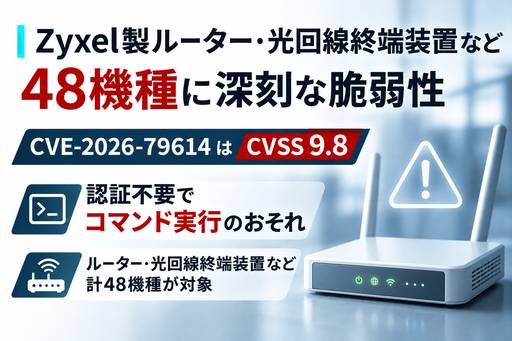 Zyxel製ルーター・光回線終端装置など
48機種に深刻な脆弱性
CVE-2026-79614 は CVSS 9.8
認証不要で
コマンド実行のおそれ
ルーター・光回線終端装置など
計48機種が対象